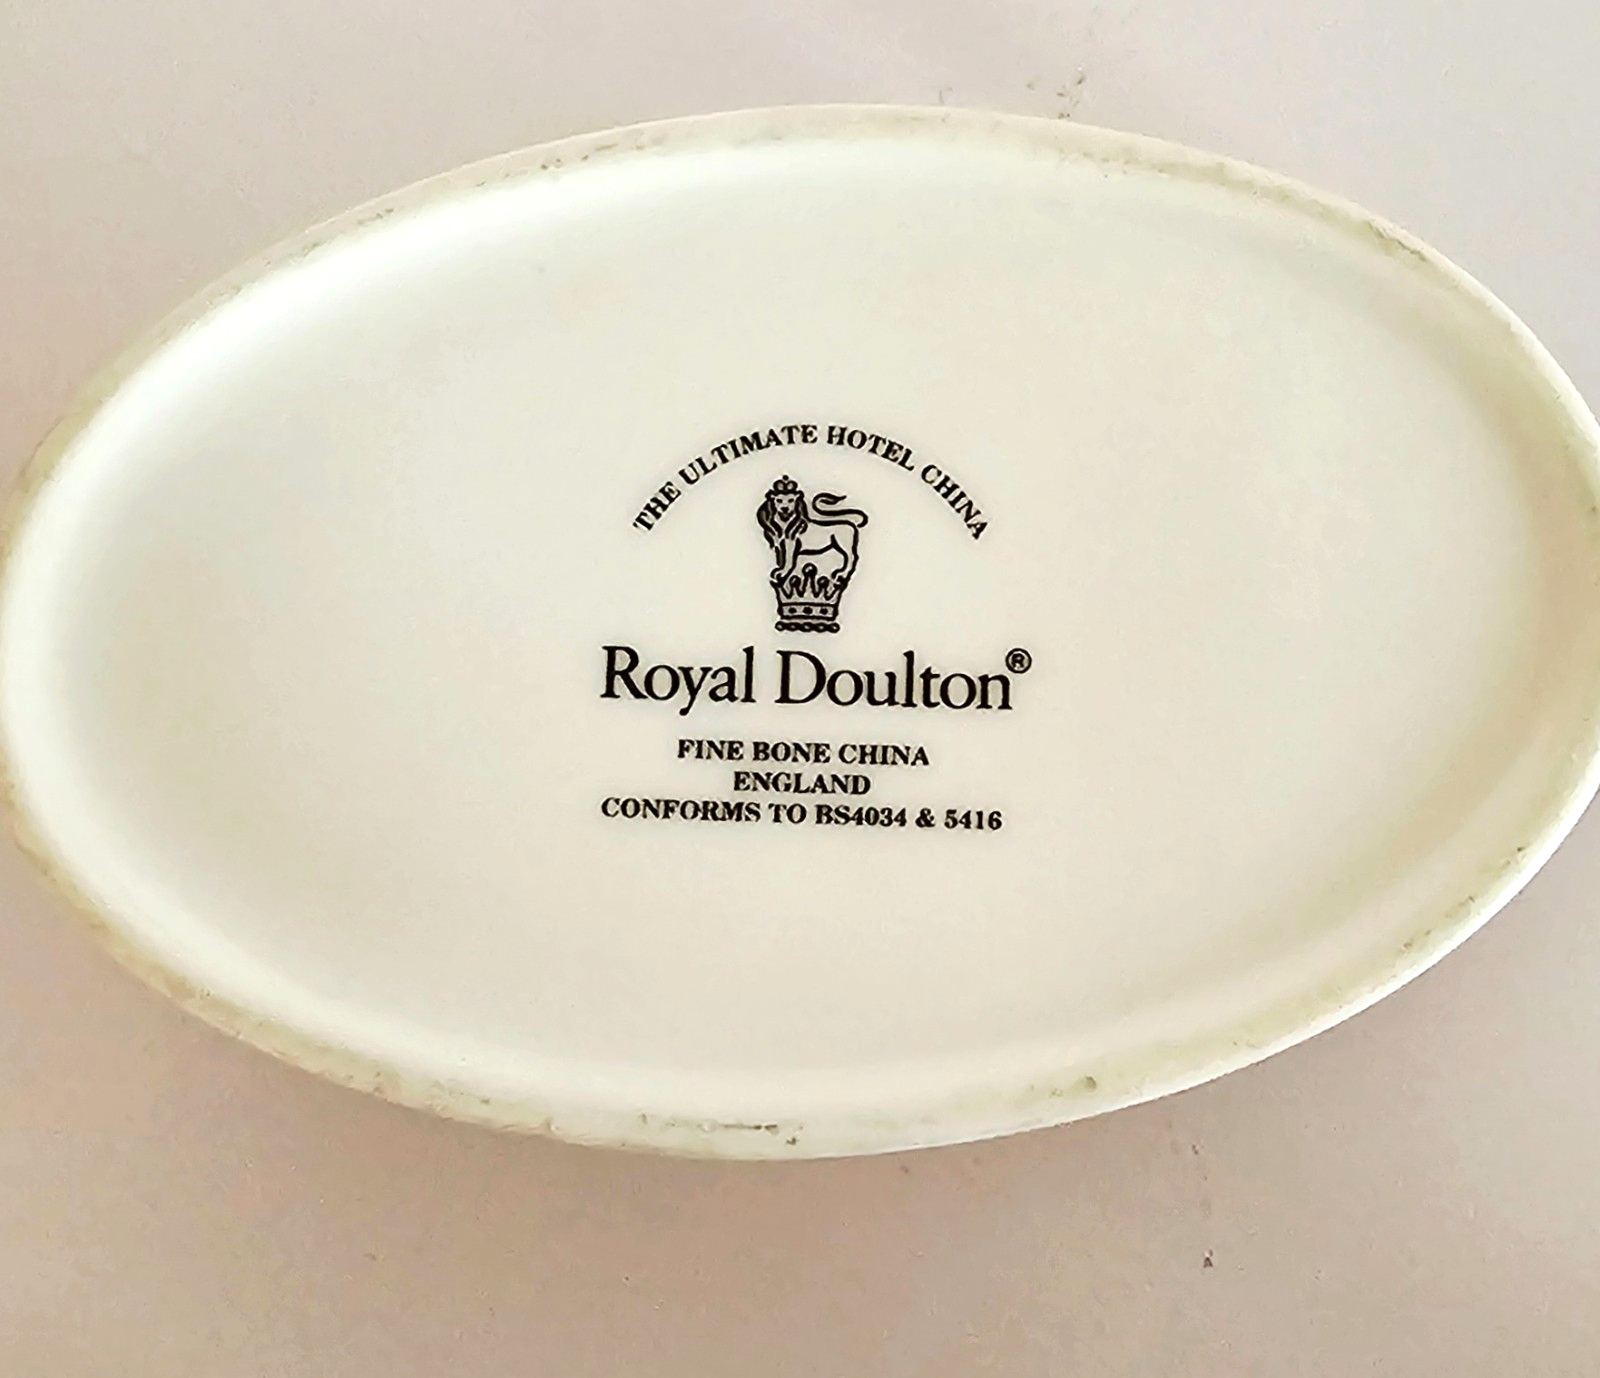 THE ULTIMATE HOTEL CHINA
Royal Doulton®
FINE BONE CHINA
ENGLAND
CONFORMS TO BS4034 & 5416